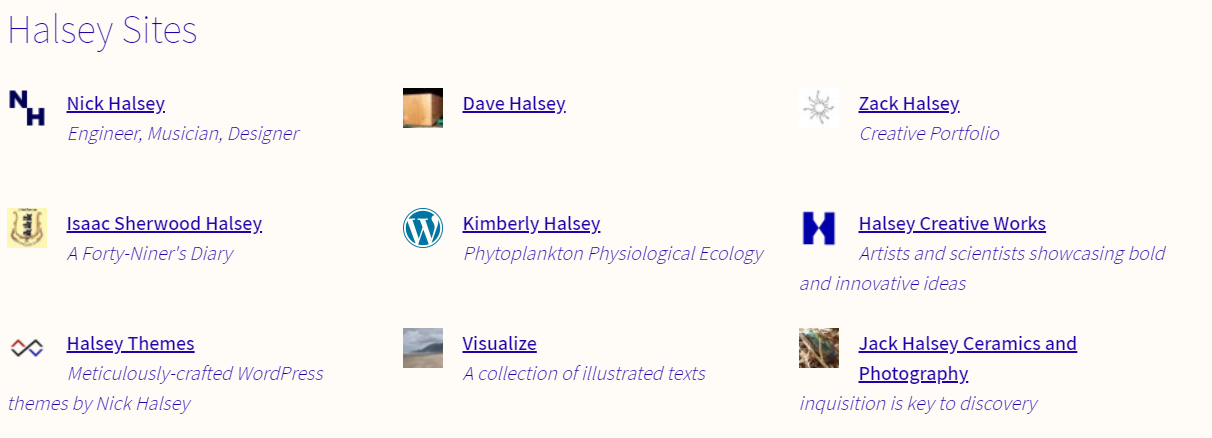 Halsey Sites
NH
Nick Halsey
Engineer, Musician, Designer
Dave Halsey
Zack Halsey
Creative Portfolio
Isaac Sherwood Halsey
A Forty-Niner's Diary
Kimberly Halsey
Phytoplankton Physiological Ecology
Halsey Creative Works
Artists and scientists showcasing bold
and innovative ideas
Halsey Themes
Meticulously-crafted WordPress
themes by Nick Halsey
Visualize
A collection of illustrated texts
Jack Halsey Ceramics and
Photography
inquisition is key to discovery